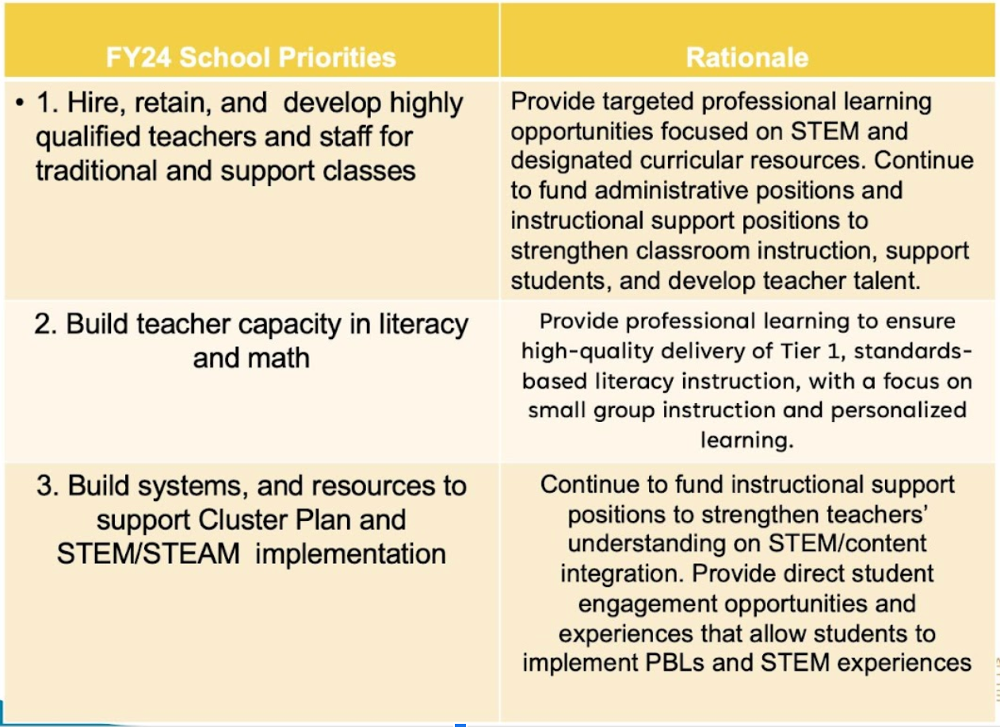 FY24 School Priorities
Rationale
• 1. Hire, retain, and develop highly
qualified teachers and staff for
traditional and support classes
Provide targeted professional learning
opportunities focused on STEM and
designated curricular resources. Continue
to fund administrative positions and
instructional support positions to
strengthen classroom instruction, support
students, and develop teacher talent.
2. Build teacher capacity in literacy
and math
Provide professional learning to ensure
high-quality delivery of Tier 1, standards-
based literacy instruction, with a focus on
small group instruction and personalized
learning.
3. Build systems, and resources to
support Cluster Plan and
STEM/STEAM implementation
Continue to fund instructional support
positions to strengthen teachers’
understanding on STEM/content
integration. Provide direct student
engagement opportunities and
experiences that allow students to
implement PBLs and STEM experiences